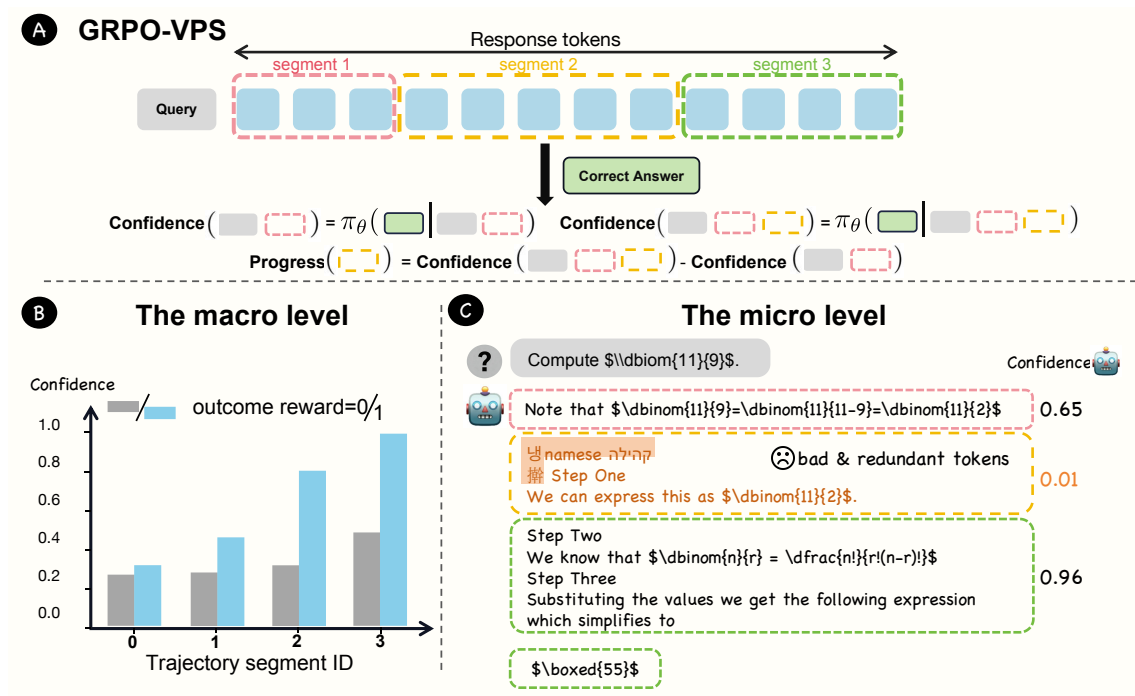 A GRPO-VPS
Response tokens
segment 1 segment 2 segment 3
Query
Correct Answer
Confidence( ) = πθ( | ) Confidence( ) = πθ( | )
Progress( ) = Confidence( ) - Confidence( )
B The macro level
Confidence
/ outcome reward=0/1
1.0
0.8
0.6
0.4
0.2
0.0
0 1 2 3
Trajectory segment ID
C The micro level
? Compute $\\dbiom{11}{9}$.
Confidence
Note that $\dbinom{11}{9}=\dbinom{11}{11-9}=\dbinom{11}{2}$ 0.65
냉namese קהילה
☹bad & redundant tokens
Step One
0.01
We can express this as $\dbinom{11}{2}$.
Step Two
We know that $\dbinom{n}{r} = \dfrac{n!}{r!(n-r)!}$
Step Three
0.96
Substituting the values we get the following expression
which simplifies to
$\boxed{55}$